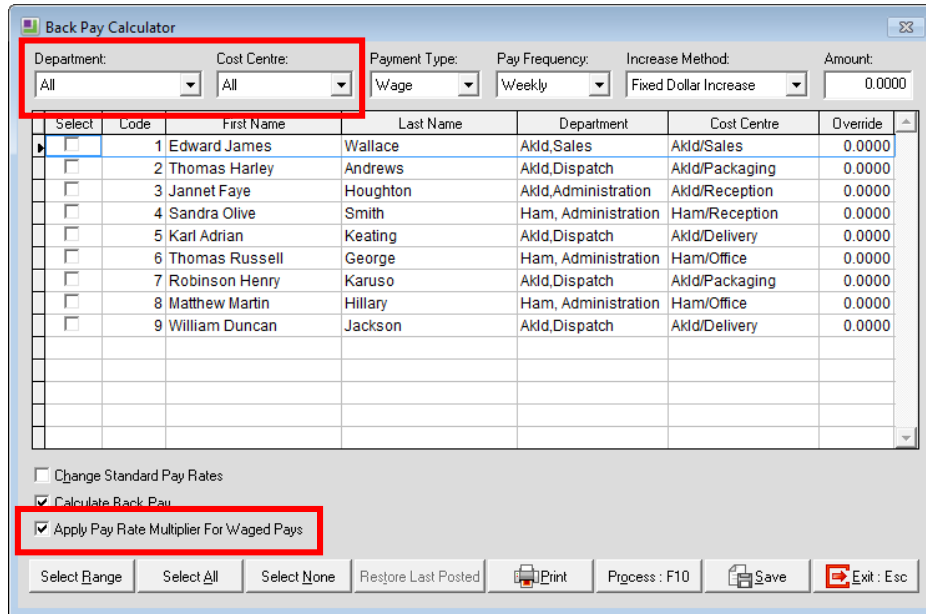 Back Pay Calculator
Department: Cost Centre: Payment Type: Pay Frequency: Increase Method: Amount:
All All Wage Weekly Fixed Dollar Increase 0.0000
Select Code First Name Last Name Department Cost Centre Override
1 Edward James Wallace Akld,Sales Akld/Sales 0.0000
2 Thomas Harley Andrews Akld,Dispatch Akld/Packaging 0.0000
3 Jannet Faye Houghton Akld,Administration Akld/Reception 0.0000
4 Sandra Olive Smith Ham, Administration Ham/Reception 0.0000
5 Karl Adrian Keating Akld,Dispatch Akld/Delivery 0.0000
6 Thomas Russell George Ham, Administration Ham/Office 0.0000
7 Robinson Henry Karuso Akld,Dispatch Akld/Packaging 0.0000
8 Matthew Martin Hillary Ham, Administration Ham/Office 0.0000
9 William Duncan Jackson Akld,Dispatch Akld/Delivery 0.0000
Change Standard Pay Rates
Calculate Back Pay
Apply Pay Rate Multiplier For Waged Pays
Select Range Select All Select None Restore Last Posted Print Process : F10 Save Exit : Esc